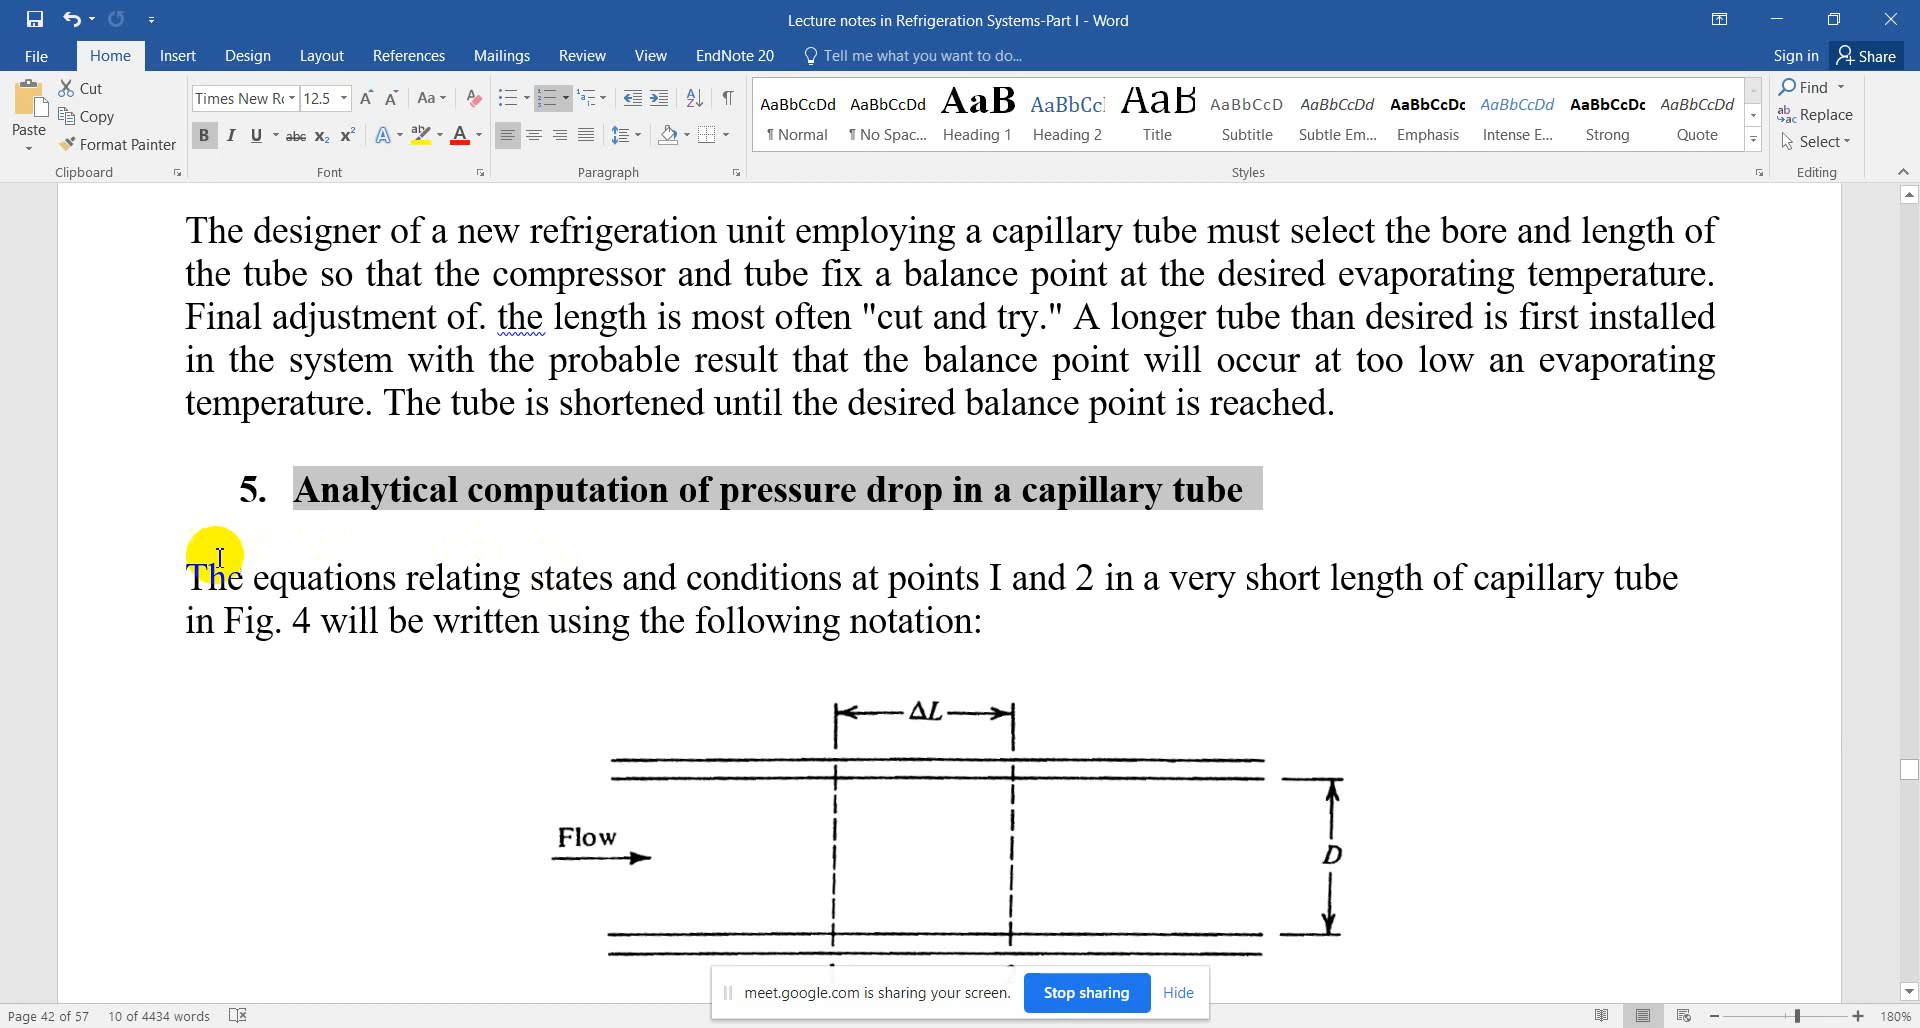 Lecture notes in Refrigeration Systems-Part I - Word
File Home Insert Design Layout References Mailings Review View EndNote 20 Tell me what you want to do... Sign in Share
Paste
Cut
Copy
Format Painter
Clipboard
Times New R 12.5
Font
Paragraph
AaBbCcDd AaBbCcDd AaB AaBbCc AaB AaBbCcD AaBbCcDd AaBbCcDc AaBbCcDd AaBbCcDc AaBbCcDd
¶ Normal ¶ No Spac... Heading 1 Heading 2 Title Subtitle Subtle Em... Emphasis Intense E... Strong Quote
Styles
Find
Replace
Select
Editing
The designer of a new refrigeration unit employing a capillary tube must select the bore and length of
the tube so that the compressor and tube fix a balance point at the desired evaporating temperature.
Final adjustment of. the length is most often "cut and try." A longer tube than desired is first installed
in the system with the probable result that the balance point will occur at too low an evaporating
temperature. The tube is shortened until the desired balance point is reached.
5. Analytical computation of pressure drop in a capillary tube
The equations relating states and conditions at points I and 2 in a very short length of capillary tube
in Fig. 4 will be written using the following notation:
ΔL
Flow
D
meet.google.com is sharing your screen. Stop sharing Hide
Page 42 of 57 10 of 4434 words 180%